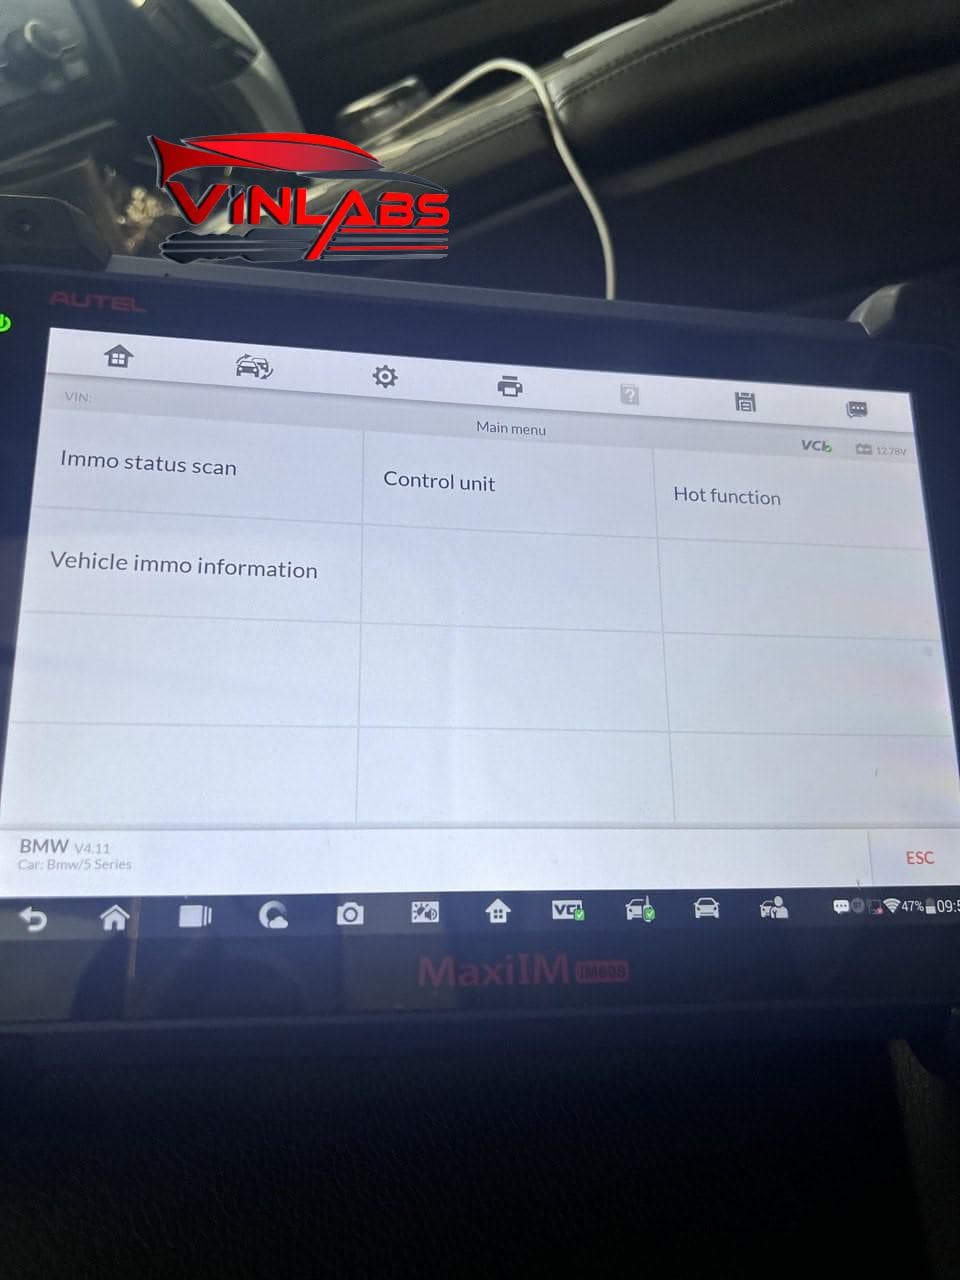 VINLABS
AUTEL
VIN:
Main menu
VCI
12.78V
Immo status scan
Control unit
Hot function
Vehicle immo information
BMW V4.11
Car: Bmw/5 Series
ESC
VCI
47%
09:5
MaxiIM IM608